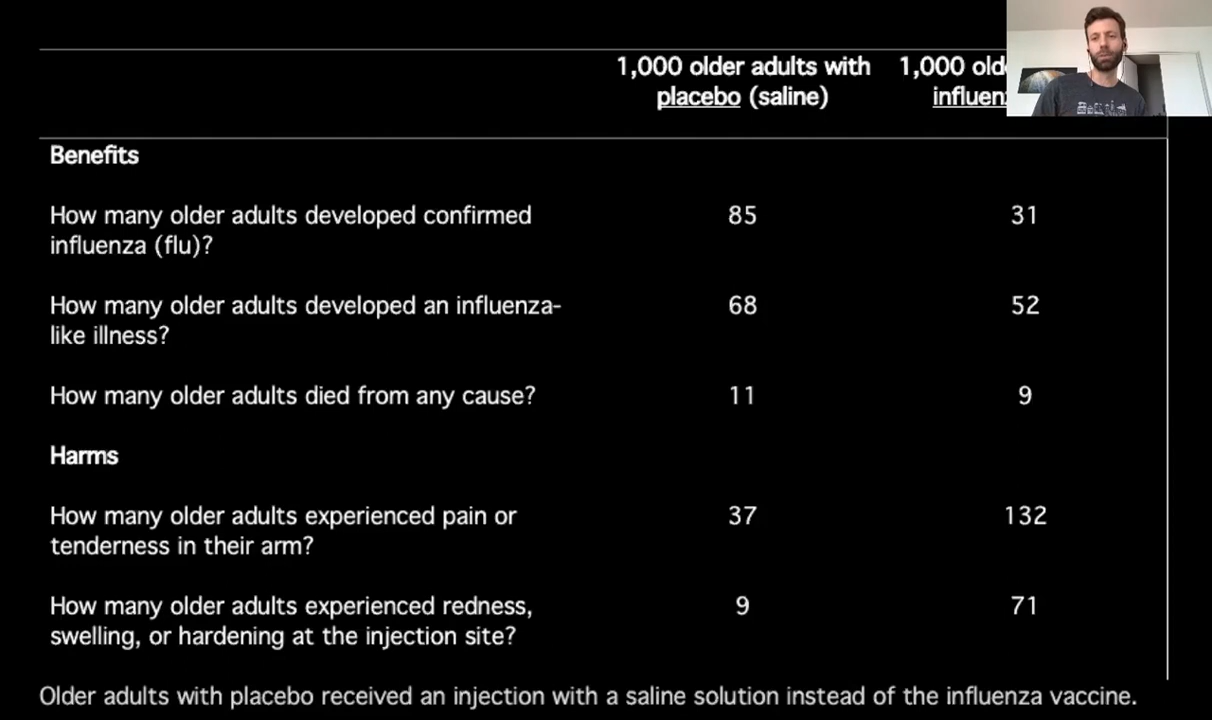 1,000 older adults with
placebo (saline)
1,000
Benefits
How many older adults developed confirmed
influenza (flu)?
85
31
How many older adults developed an influenza-
like illness?
68
52
How many older adults died from any cause?
11
9
Harms
How many older adults experienced pain or
tenderness in their arm?
37
132
How many older adults experienced redness,
swelling, or hardening at the injection site?
9
71
Older adults with placebo received an injection with a saline solution instead of the influenza vaccine.